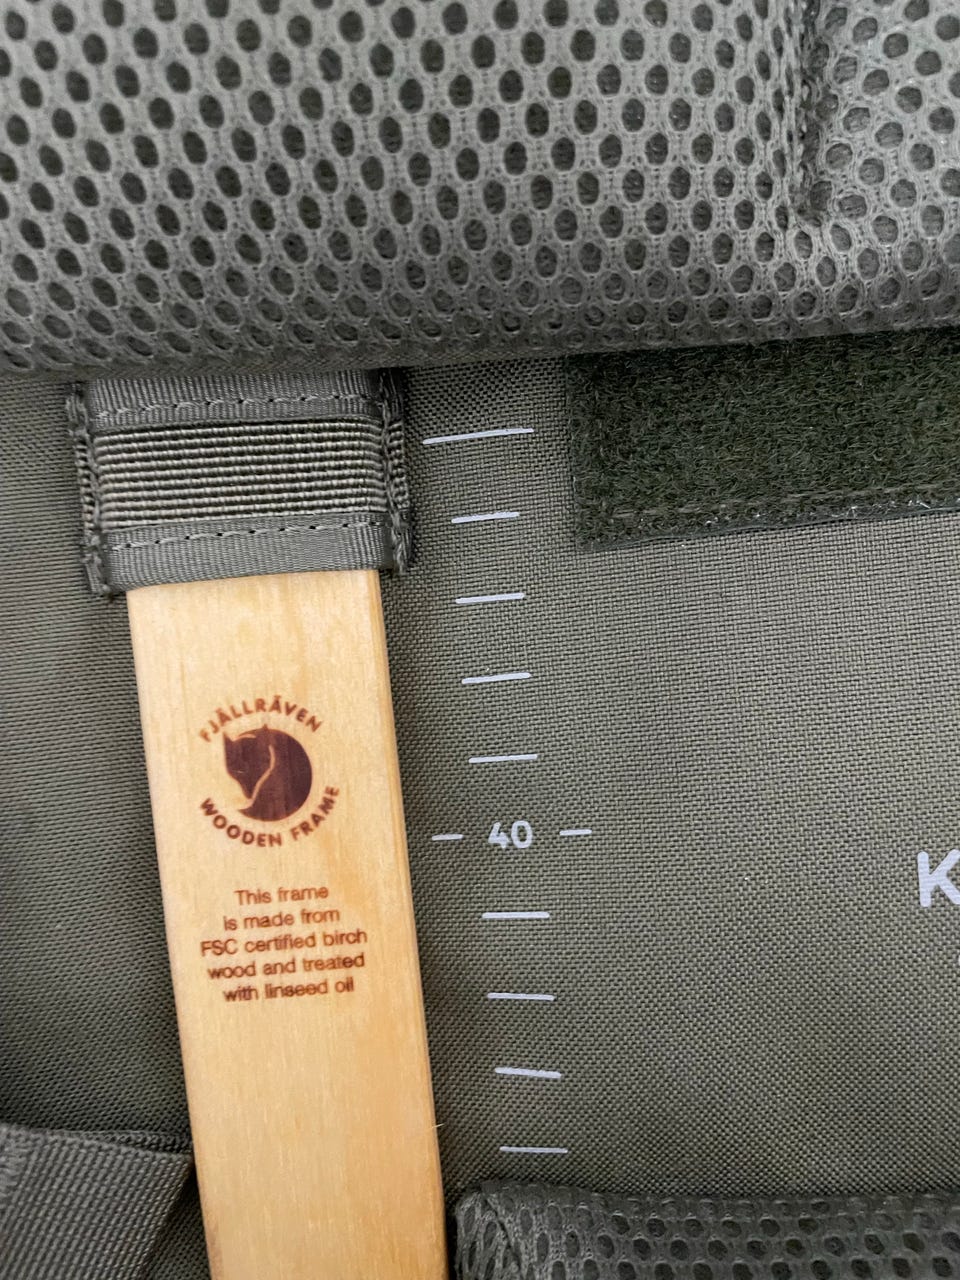 FJÄLLRÄVEN
WOODEN FRAME
This frame
is made from
FSC certified birch
wood and treated
with linseed oil
40
K